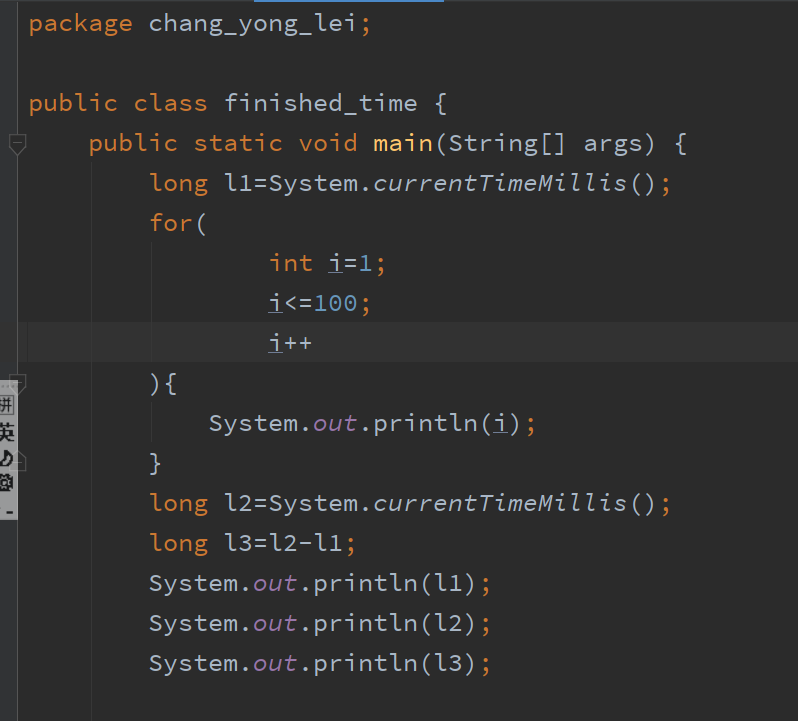 package chang_yong_lei;
public class finished_time {
public static void main(String[] args) {
long l1=System.currentTimeMillis();
for(
int i=1;
i<=100;
i++
){
System.out.println(i);
}
long l2=System.currentTimeMillis();
long l3=l2-l1;
System.out.println(l1);
System.out.println(l2);
System.out.println(l3);
拼
英